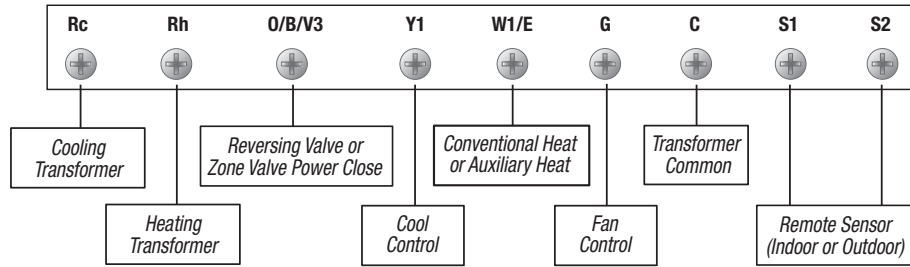 Rc Rh O/B/V3 Y1 W1/E G C S1 S2
Cooling
Transformer
Reversing Valve or
Zone Valve Power Close
Conventional Heat
or Auxiliary Heat
Transformer
Common
Heating
Transformer
Cool
Control
Fan
Control
Remote Sensor
(Indoor or Outdoor)